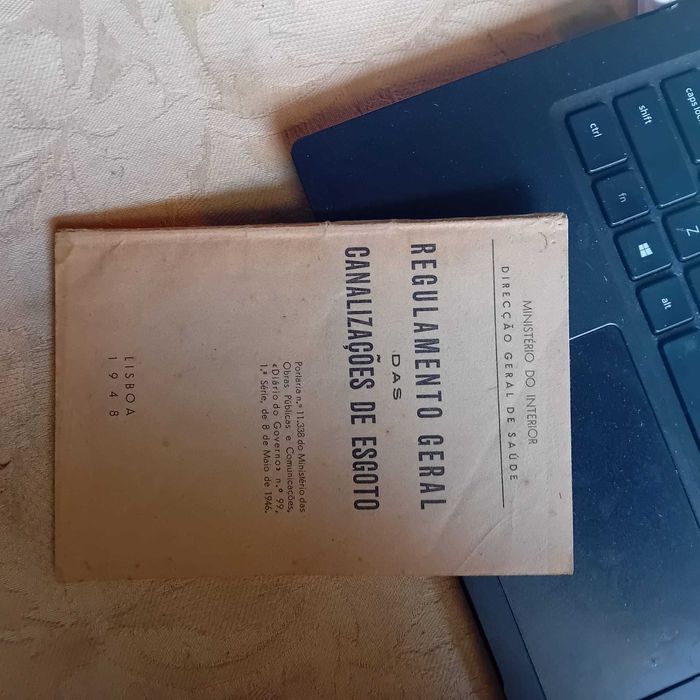 MINISTÉRIO DO INTERIOR
DIRECÇÃO GERAL DE SAÚDE
REGULAMENTO GERAL
DAS
CANALIZAÇÕES DE ESGOTO
Portaria n.º 11.338 do Ministério das
Obras Públicas e Comunicações,
«Diário do Governo» n.º 99,
1.ª Série, de 8 de Maio de 1946.
LISBOA
1948
caps lock
shift
ctrl
fn
Z
alt